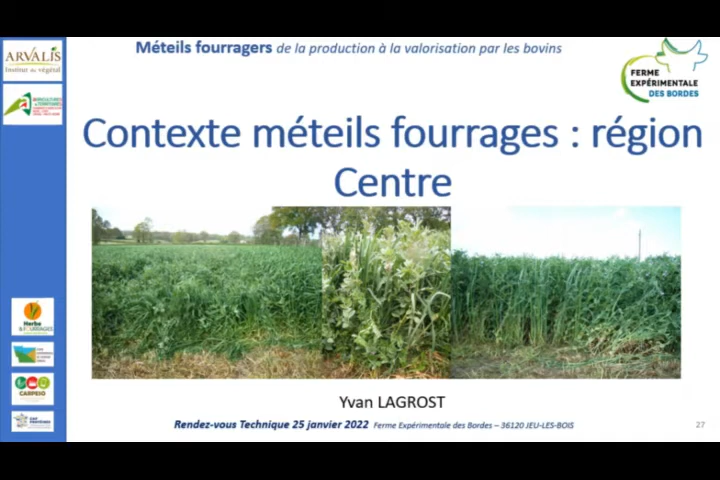 Méteils fourragers de la production à la valorisation par les bovins
ARVALIS
Institut du végétal
FERME
EXPÉRIMENTALE
DES BORDES
Contexte méteils fourrages : région
Centre
Herbe
& FOURRAGES
CARPESO
Yvan LAGROST
Rendez-vous Technique 25 janvier 2022 Ferme Expérimentale des Bordes – 36120 JEU-LES-BOIS
27